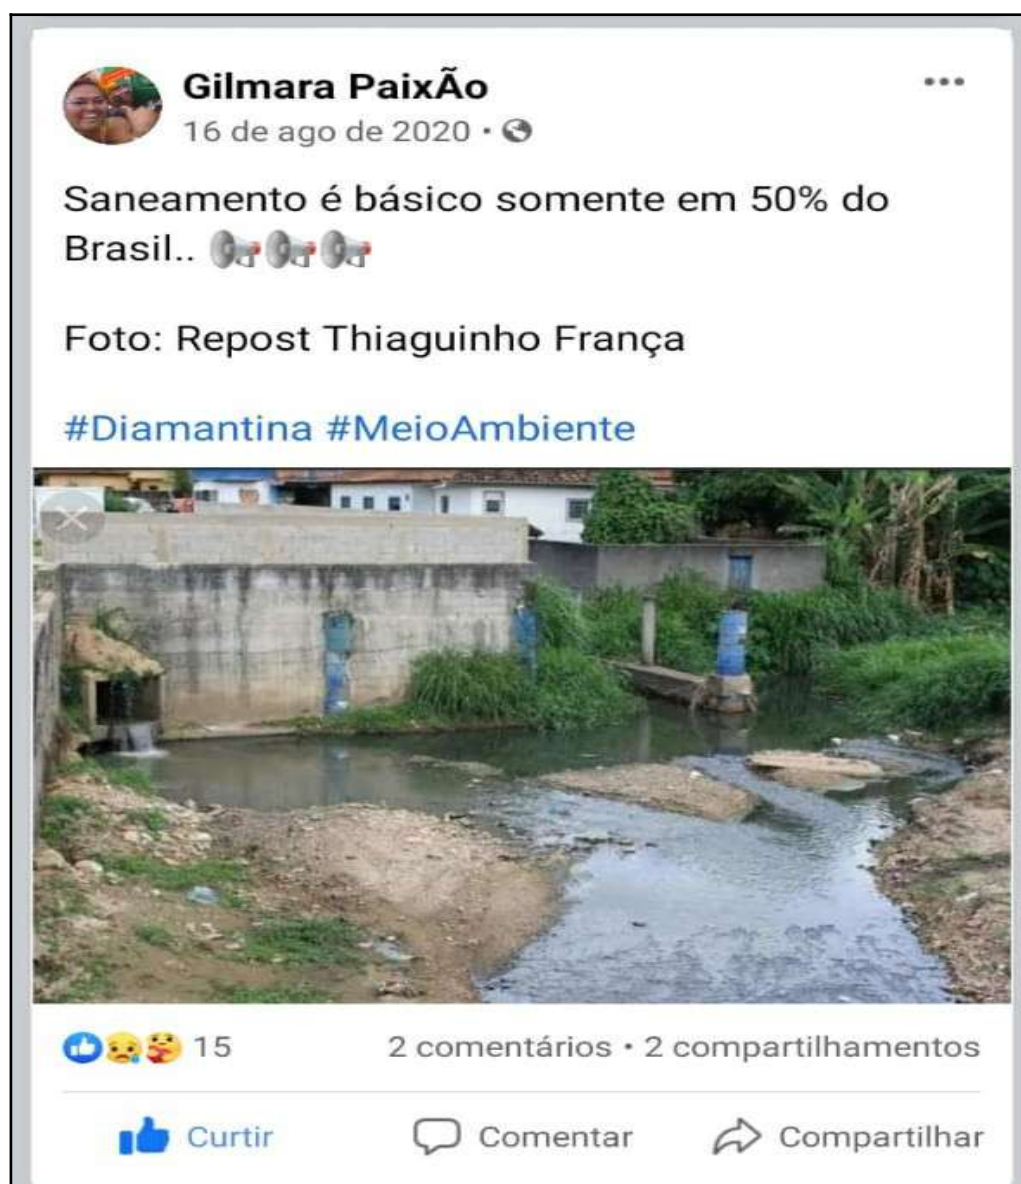 Gilmara PaixÃo
16 de ago de 2020 •
Saneamento é básico somente em 50% do
Brasil..
Foto: Repost Thiaguinho França
#Diamantina #MeioAmbiente
15 2 comentários • 2 compartilhamentos
Curtir Comentar Compartilhar